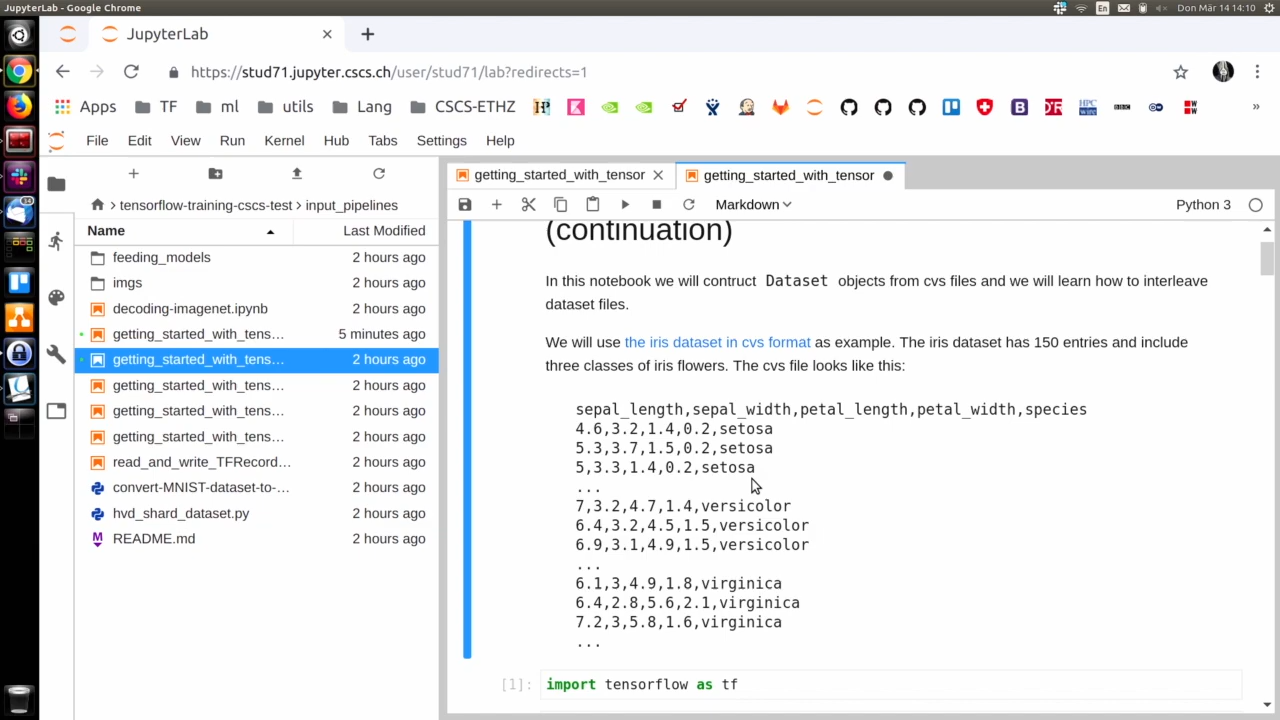 JupyterLab - Google Chrome
En
Don Mär 14 14:10
JupyterLab
https://stud71.jupyter.cscs.ch/user/stud71/lab?redirects=1
Apps TF ml utils Lang CSCS-ETHZ
File Edit View Run Kernel Hub Tabs Settings Help
getting_started_with_tensor
getting_started_with_tensor
tensorflow-training-cscs-test input_pipelines
Markdown
Python 3
Name Last Modified
feeding_models 2 hours ago
imgs 2 hours ago
decoding-imagenet.ipynb 2 hours ago
getting_started_with_tens... 5 minutes ago
getting_started_with_tens... 2 hours ago
getting_started_with_tens... 2 hours ago
getting_started_with_tens... 2 hours ago
getting_started_with_tens... 2 hours ago
read_and_write_TFRecord... 2 hours ago
convert-MNIST-dataset-to-... 2 hours ago
hvd_shard_dataset.py 2 hours ago
README.md 2 hours ago
(continuation)
In this notebook we will contruct Dataset objects from cvs files and we will learn how to interleave
dataset files.
We will use the iris dataset in cvs format as example. The iris dataset has 150 entries and include
three classes of iris flowers. The cvs file looks like this:
sepal_length,sepal_width,petal_length,petal_width,species
4.6,3.2,1.4,0.2,setosa
5.3,3.7,1.5,0.2,setosa
5,3.3,1.4,0.2,setosa
...
7,3.2,4.7,1.4,versicolor
6.4,3.2,4.5,1.5,versicolor
6.9,3.1,4.9,1.5,versicolor
...
6.1,3,4.9,1.8,virginica
6.4,2.8,5.6,2.1,virginica
7.2,3,5.8,1.6,virginica
...
[1]: import tensorflow as tf